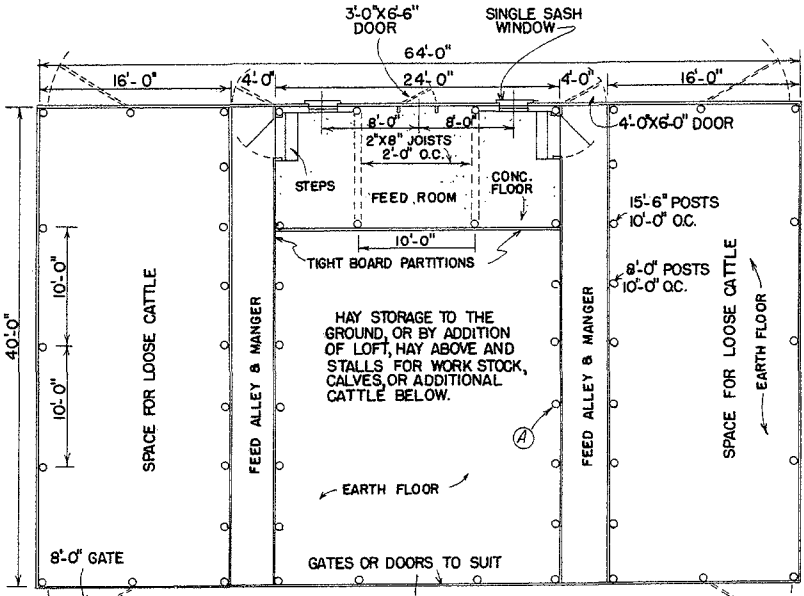 3'-0"X6'-6"
DOOR
SINGLE SASH
WINDOW
64'-0"
16'-0"
4'-0"
24'-0"
4'-0"
16'-0"
8'-0"
8'-0"
4'-0"X6'-0" DOOR
2"X8" JOISTS
2'-0" O.C.
STEPS
FEED ROOM
CONC.
FLOOR
15'-6" POSTS
10'-0" O.C.
10'-0"
TIGHT BOARD PARTITIONS
8'-0" POSTS
10'-0" O.C.
40'-0"
10'-0"
10'-0"
SPACE FOR LOOSE CATTLE
FEED ALLEY & MANGER
HAY STORAGE TO THE
GROUND, OR BY ADDITION
OF LOFT, HAY ABOVE AND
STALLS FOR WORK STOCK,
CALVES, OR ADDITIONAL
CATTLE BELOW.
A
FEED ALLEY & MANGER
SPACE FOR LOOSE CATTLE
EARTH FLOOR
EARTH FLOOR
8'-0" GATE
GATES OR DOORS TO SUIT